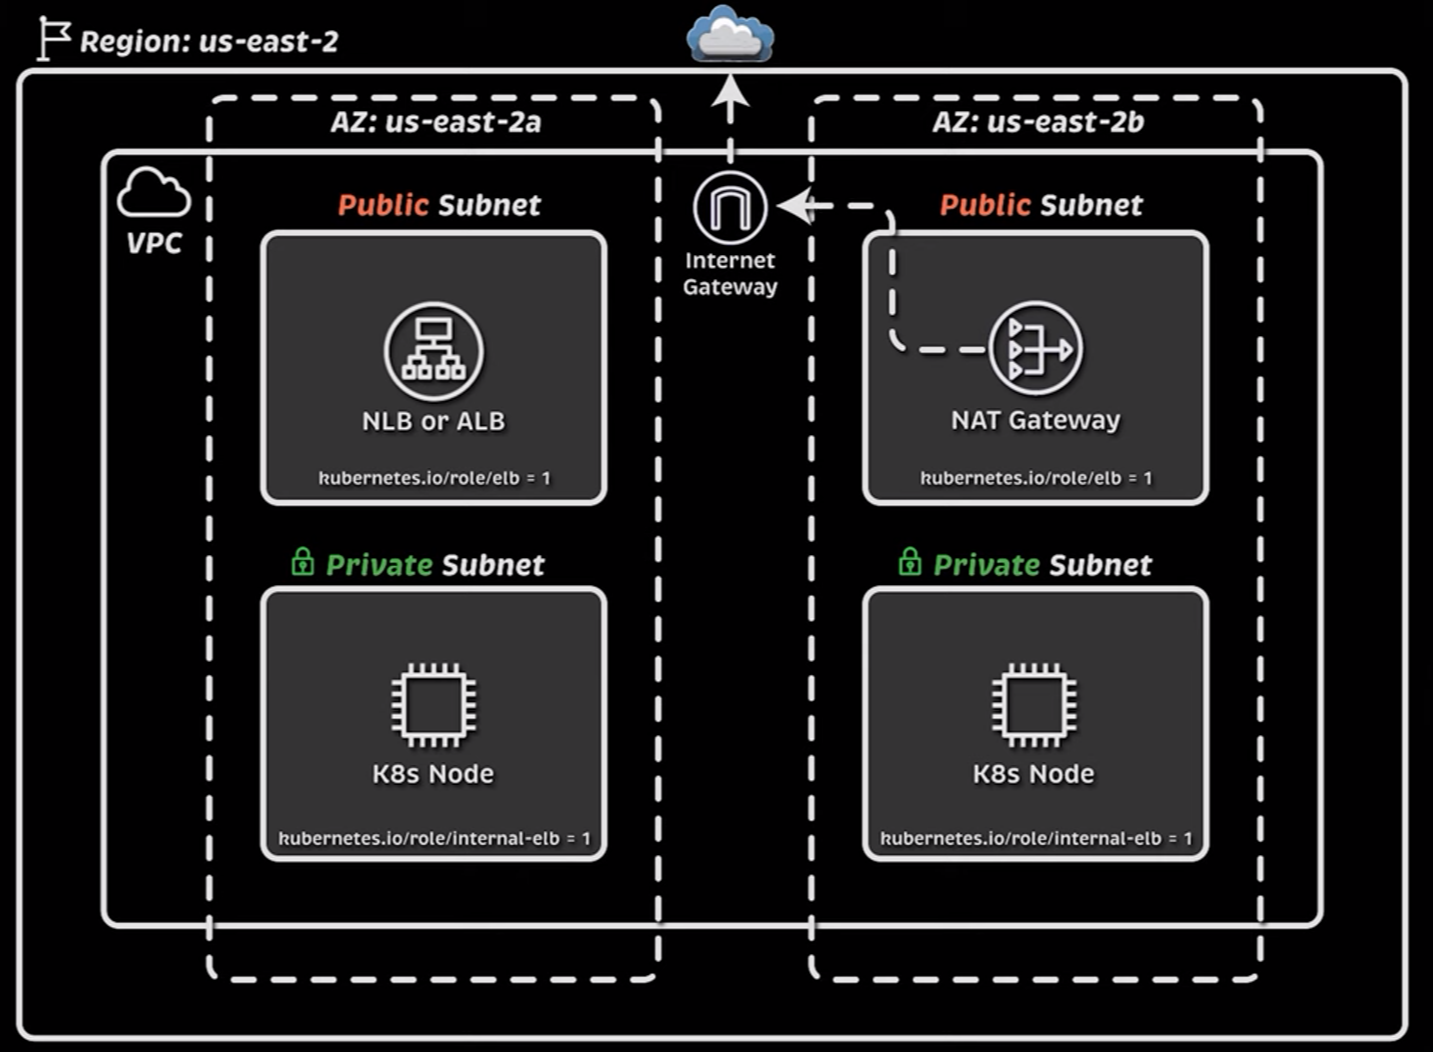 Region: us-east-2
AZ: us-east-2a
AZ: us-east-2b
VPC
Public Subnet
Internet
Gateway
Public Subnet
NLB or ALB
kubernetes.io/role/elb = 1
NAT Gateway
kubernetes.io/role/elb = 1
Private Subnet
Private Subnet
K8s Node
kubernetes.io/role/internal-elb = 1
K8s Node
kubernetes.io/role/internal-elb = 1